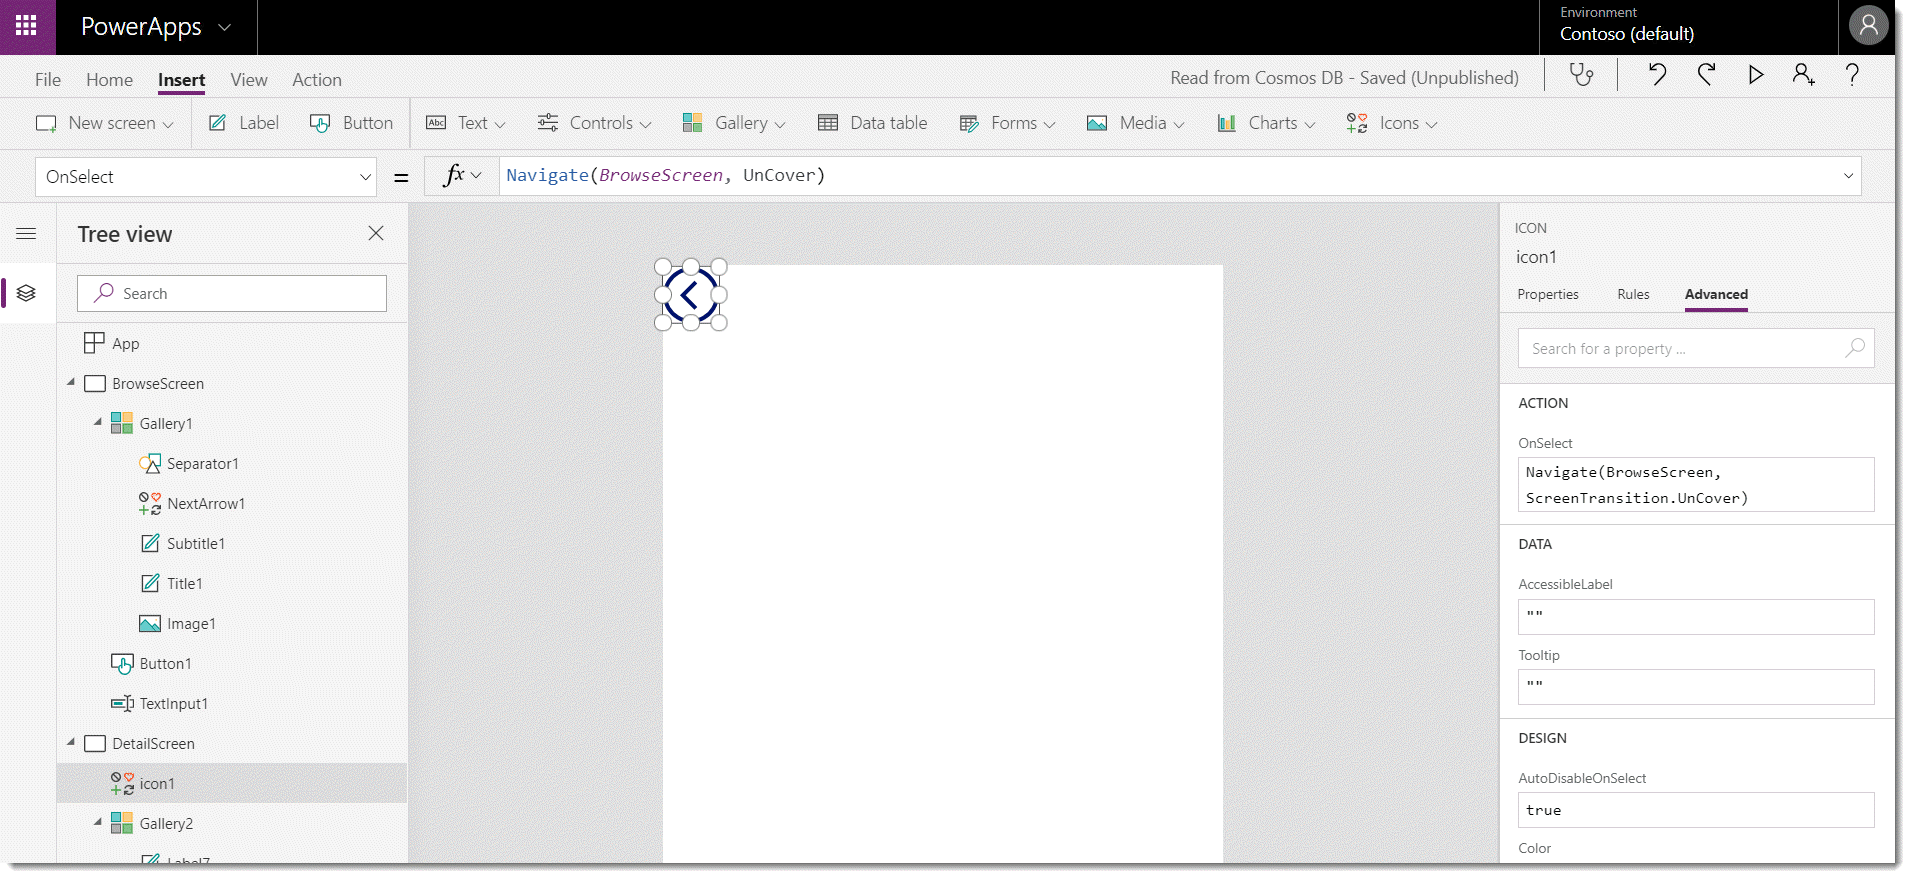 PowerApps
Environment
Contoso (default)
File Home Insert View Action
Read from Cosmos DB - Saved (Unpublished)
?
New screen Label Button Abc Text Controls Gallery Data table Forms Media Charts Icons
OnSelect = fx Navigate(BrowseScreen, UnCover)
Tree view
Search
App
BrowseScreen
Gallery1
Separator1
NextArrow1
Subtitle1
Title1
Image1
Button1
TextInput1
DetailScreen
icon1
Gallery2
Label7
ICON
icon1
Properties Rules Advanced
Search for a property ...
ACTION
OnSelect
Navigate(BrowseScreen,
ScreenTransition.UnCover)
DATA
AccessibleLabel
""
Tooltip
""
DESIGN
AutoDisableOnSelect
true
Color